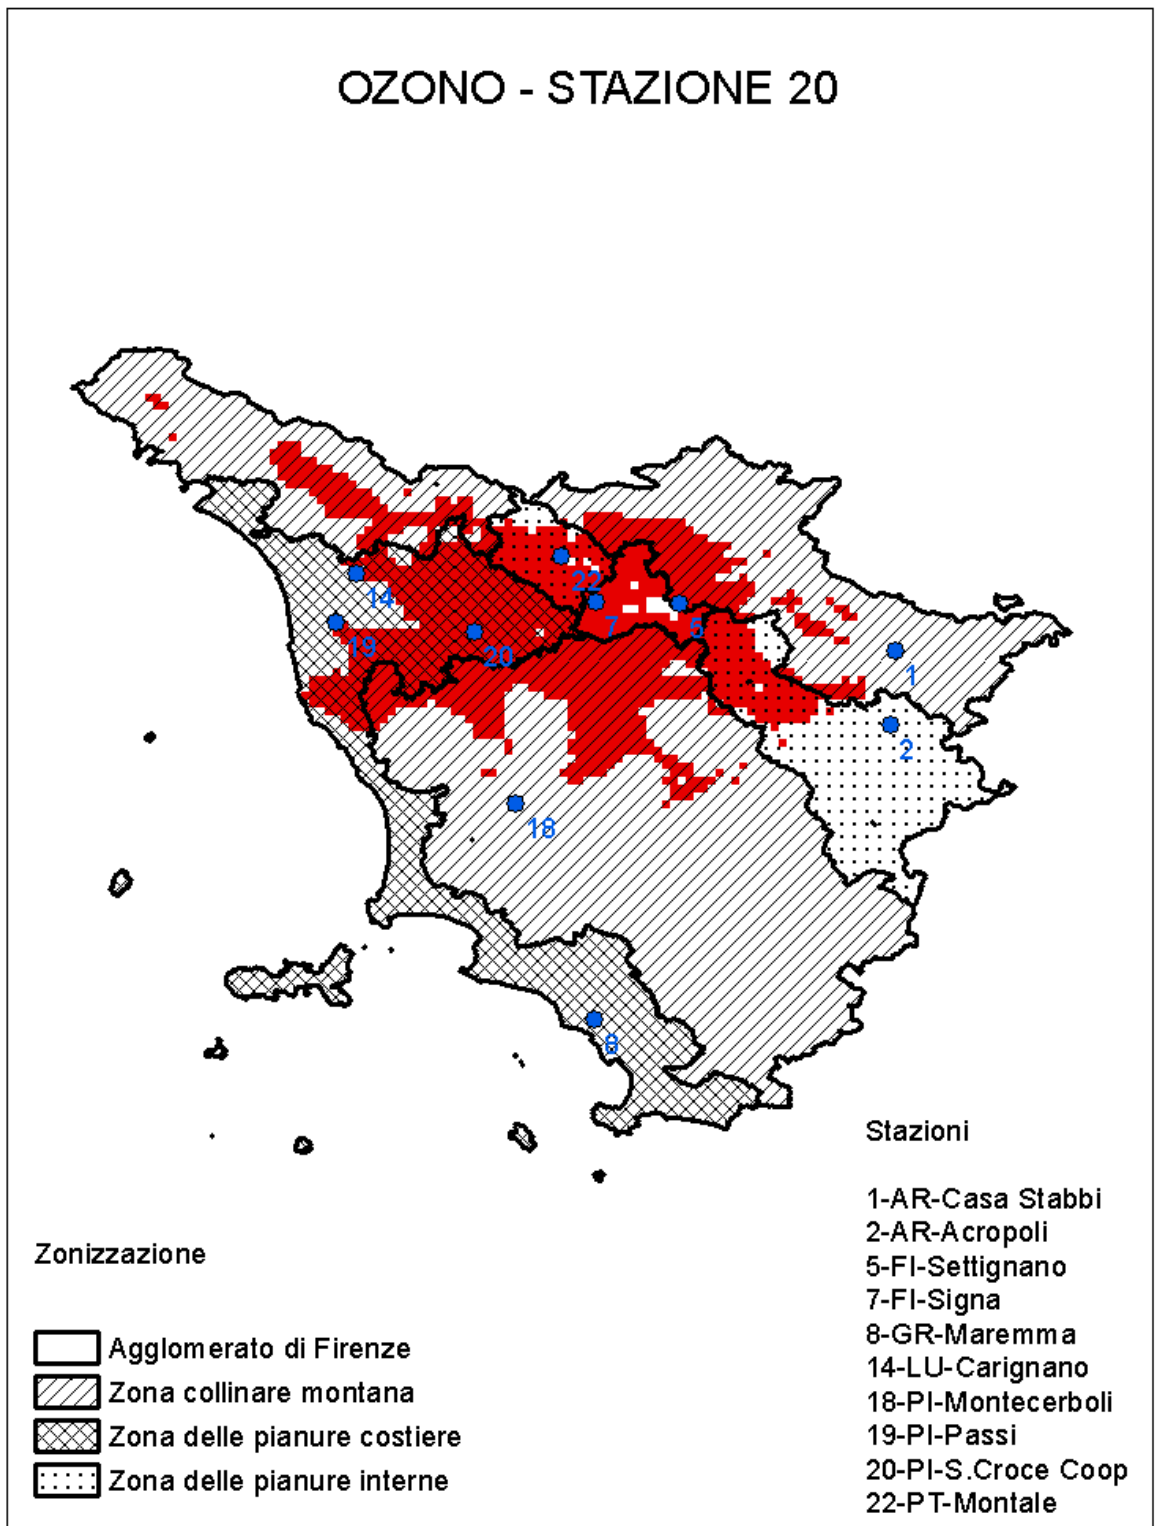 OZONO - STAZIONE 20
14
19
20
22
7
5
1
2
18
8
Stazioni
1-AR-Casa Stabbi
2-AR-Acropoli
5-FI-Settignano
7-FI-Signa
8-GR-Maremma
14-LU-Carignano
18-PI-Montecerboli
19-PI-Passi
20-PI-S.Croce Coop
22-PT-Montale
Zonizzazione
Agglomerato di Firenze
Zona collinare montana
Zona delle pianure costiere
Zona delle pianure interne